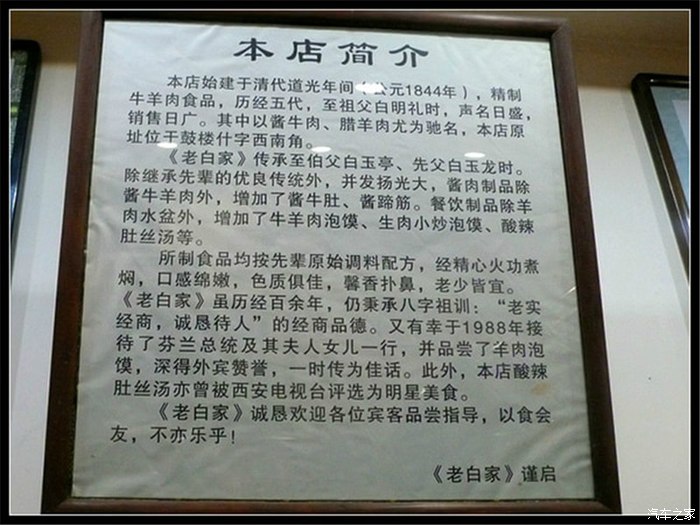 本店简介
本店始建于清代道光年间（公元1844年），精制
牛羊肉食品，历经五代，至祖父白明礼时，声名日盛，
销售日广。其中以酱牛肉、腊羊肉尤为驰名，本店原
址位于鼓楼什字西南角。
《老白家》传承至伯父白玉亭、先父白玉龙时。
除继承先辈的优良传统外，并发扬光大，酱肉制品除
酱牛羊肉外，增加了酱牛肚、酱蹄筋。餐饮制品除羊
肉水盆外，增加了牛羊肉泡馍、生肉小炒泡馍、酸辣
肚丝汤等。
所制食品均按先辈原始调料配方，经精心火功煮
焖，口感绵嫩，色质俱佳，馨香扑鼻，老少皆宜。
《老白家》虽历经百余年，仍秉承八字祖训：“老实
经商，诚恳待人”的经商品德。又有幸于1988年接
待了芬兰总统及其夫人女儿一行，并品尝了羊肉泡
馍，深得外宾赞誉，一时传为佳话。此外，本店酸辣
肚丝汤亦曾被西安电视台评选为明星美食。
《老白家》诚恳欢迎各位宾客品尝指导，以食会
友，不亦乐乎！
《老白家》谨启
汽车之家